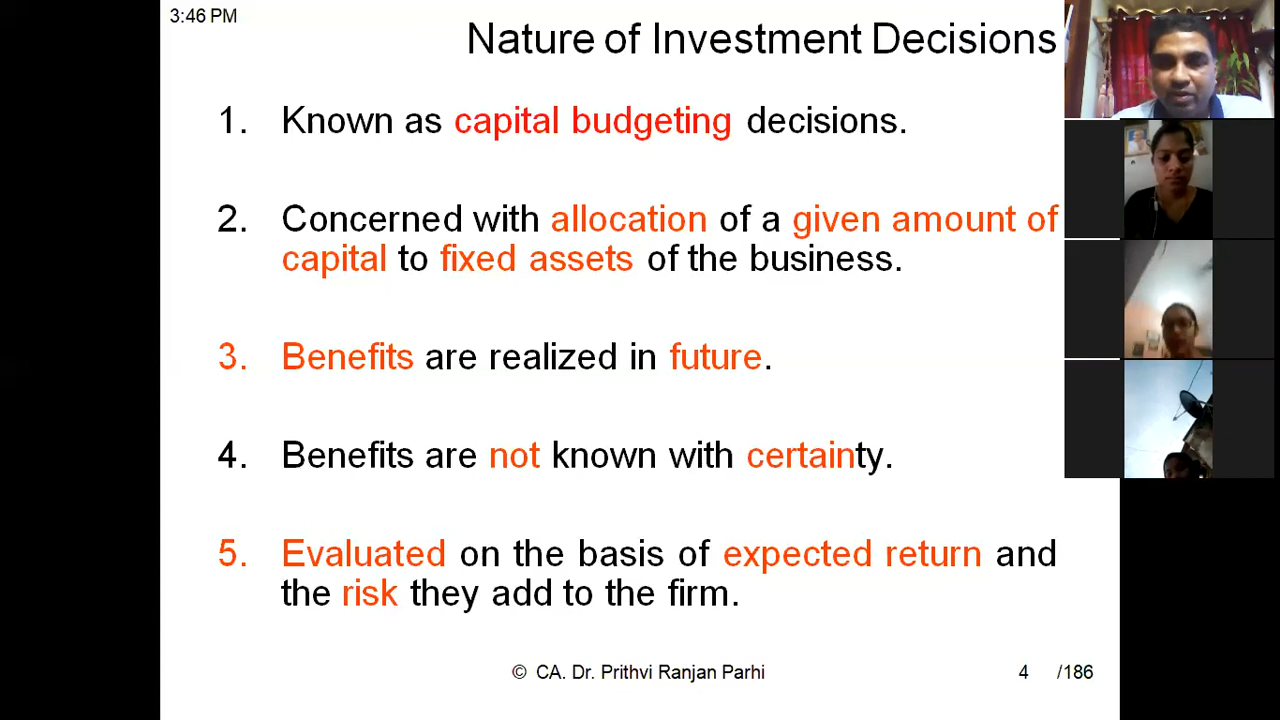 3:46 PM
Nature of Investment Decisions
1. Known as capital budgeting decisions.
2. Concerned with allocation of a given amount of
capital to fixed assets of the business.
3. Benefits are realized in future.
4. Benefits are not known with certainty.
5. Evaluated on the basis of expected return and
the risk they add to the firm.
© CA. Dr. Prithvi Ranjan Parhi 4 /186